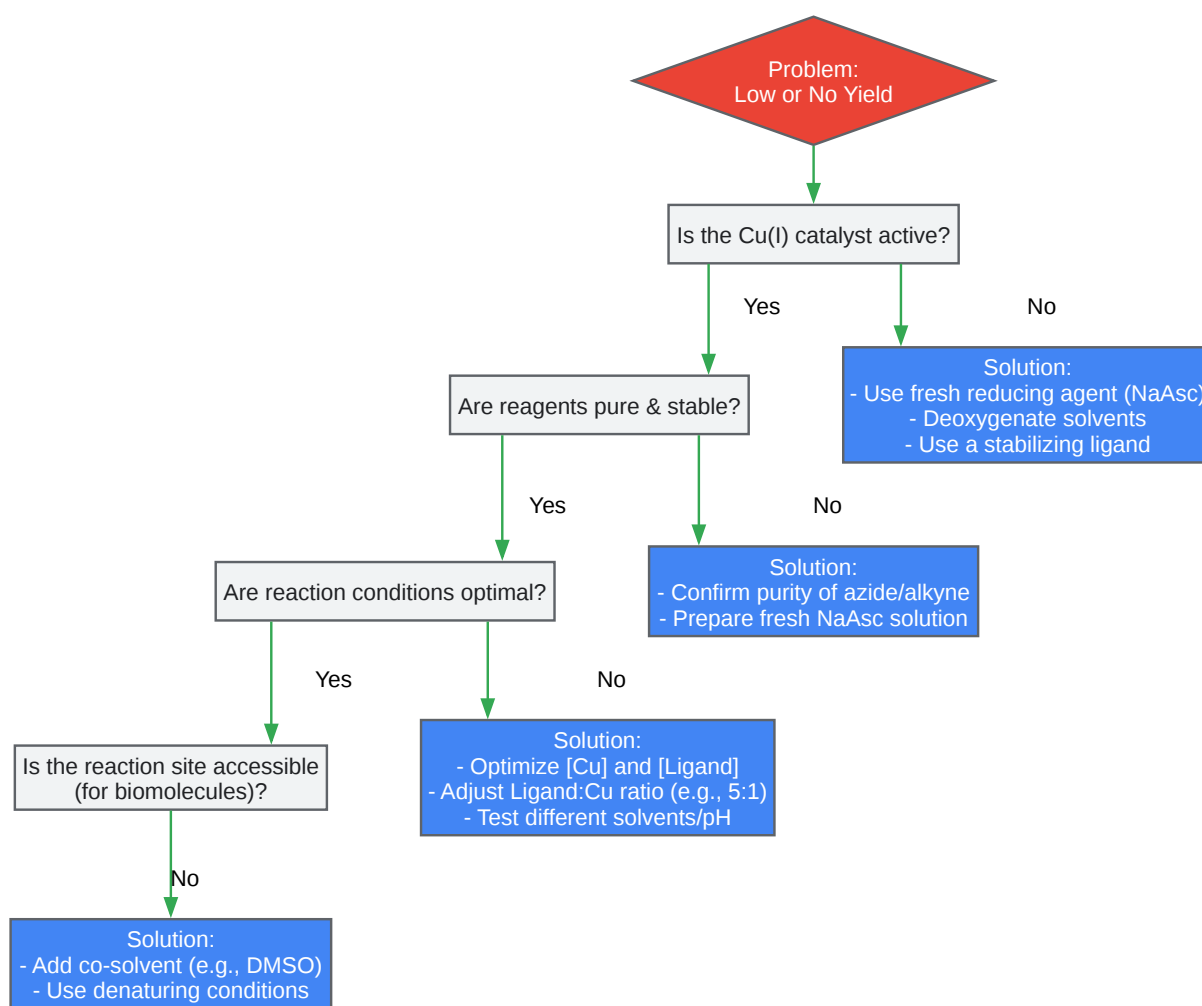 Problem:
Low or No Yield
Is the Cu(I) catalyst active?
Yes
No
Solution:
- Use fresh reducing agent (NaAsc)
- Deoxygenate solvents
- Use a stabilizing ligand
Are reagents pure & stable?
Yes
No
Solution:
- Confirm purity of azide/alkyne
- Prepare fresh NaAsc solution
Are reaction conditions optimal?
Yes
No
Solution:
- Optimize [Cu] and [Ligand]
- Adjust Ligand:Cu ratio (e.g., 5:1)
- Test different solvents/pH
Is the reaction site accessible
(for biomolecules)?
No
Solution:
- Add co-solvent (e.g., DMSO)
- Use denaturing conditions